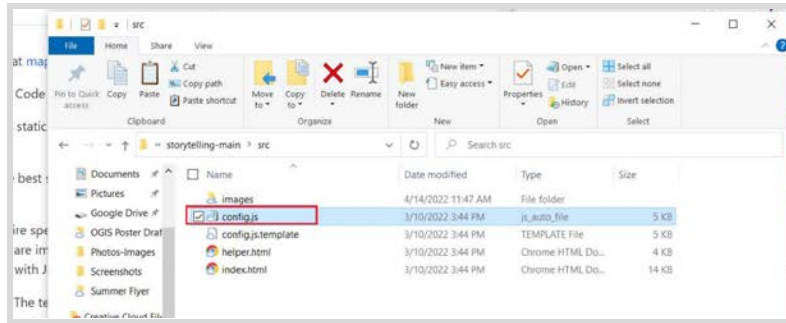 src
File Home Share View
Pin to Quick access
Copy
Paste
Cut
Copy path
Paste shortcut
Clipboard
Move to
Copy to
Delete
Rename
Organize
New folder
New item
Easy access
New
Properties
Open
Edit
History
Open
Select all
Select none
Invert selection
Select
storytelling-main > src
Search src
Documents
Pictures
Google Drive
OGIS Poster Draf
Photos-Images
Screenshots
Summer Flyer
Creative Cloud File
Name Date modified Type Size
images 4/14/2022 11:47 AM File folder
config.js 3/10/2022 3:44 PM js_auto_file 5 KB
config.js.template 3/10/2022 3:44 PM TEMPLATE File 5 KB
helper.html 3/10/2022 3:44 PM Chrome HTML Do... 4 KB
index.html 3/10/2022 3:44 PM Chrome HTML Do... 14 KB
at map
Code
static
best
ire spe
are im
with J
The te